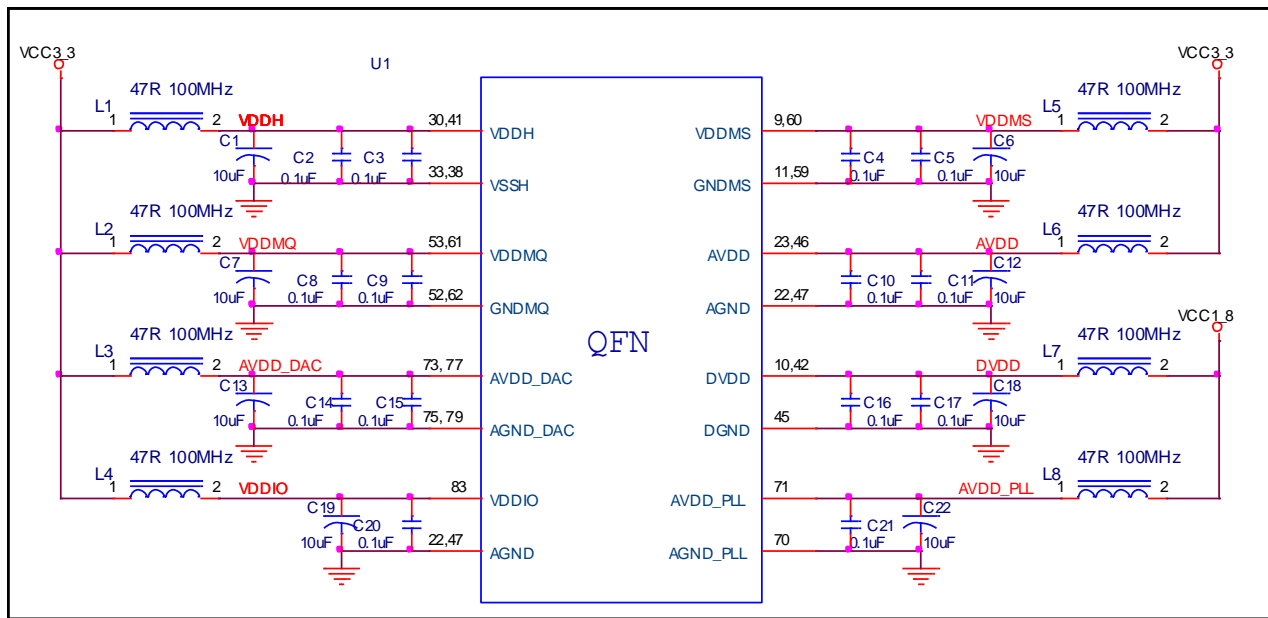 VCC3_3
U1
VCC3_3
L1
47R 100MHz
1
2
VDDH
C1
10uF
C2
0.1uF
C3
0.1uF
30,41
VDDH
33,38
VSSH
VDDMS
9,60
GNDMS
11,59
C4
0.1uF
C5
0.1uF
VDDMS
C6
10uF
L5
47R 100MHz
1
2
L2
47R 100MHz
1
2
VDDMQ
C7
10uF
C8
0.1uF
C9
0.1uF
53,61
VDDMQ
52,62
GNDMQ
AVDD
23,46
AGND
22,47
C10
0.1uF
C11
0.1uF
AVDD
C12
10uF
L6
47R 100MHz
1
2
QFN
VCC1_8
L3
47R 100MHz
1
2
AVDD_DAC
C13
10uF
C14
0.1uF
C15
0.1uF
73,77
AVDD_DAC
75,79
AGND_DAC
DVDD
10,42
DGND
45
C16
0.1uF
C17
0.1uF
DVDD
C18
10uF
L7
47R 100MHz
1
2
L4
47R 100MHz
1
2
VDDIO
C19
10uF
C20
0.1uF
83
VDDIO
22,47
AGND
AVDD_PLL
71
AGND_PLL
70
C21
0.1uF
C22
10uF
AVDD_PLL
L8
47R 100MHz
1
2